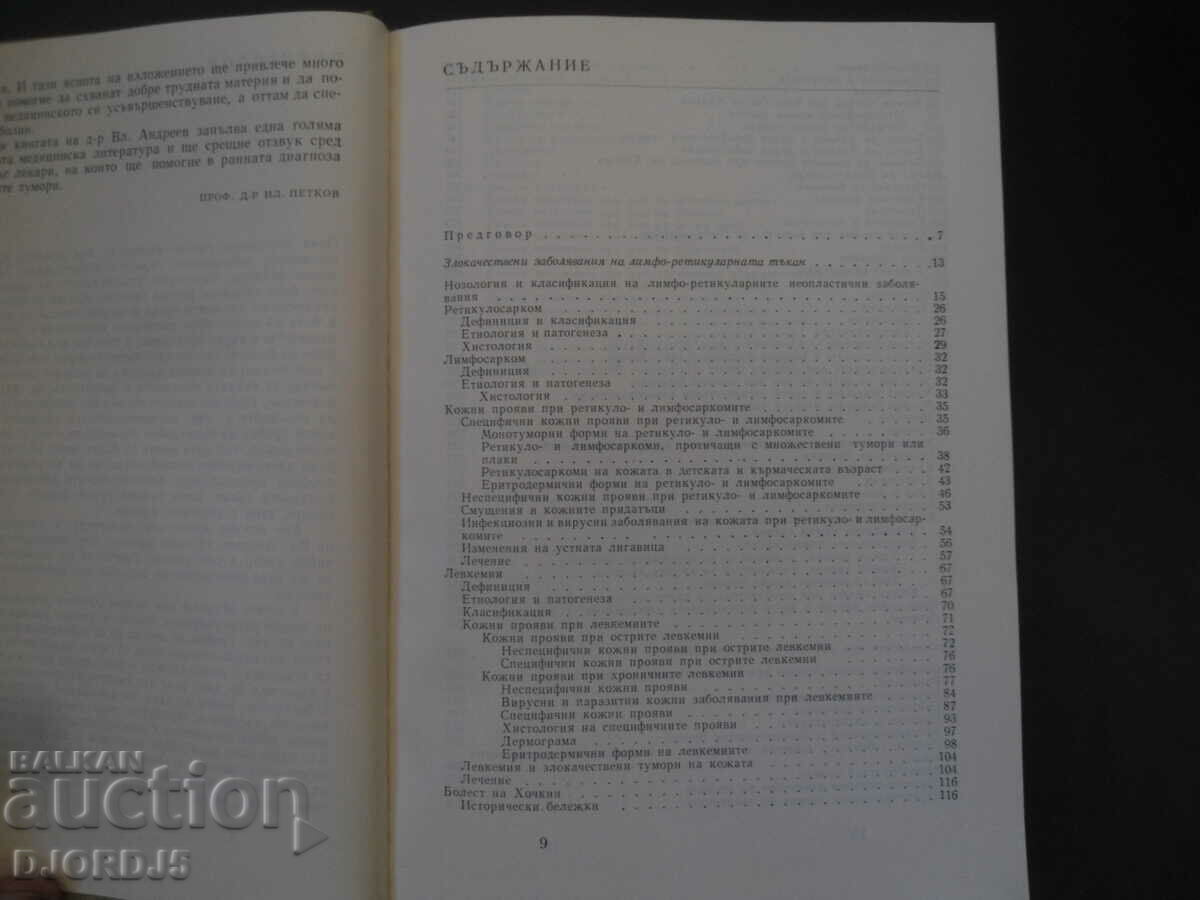 я. И тази яснота на изложението ще привлече много
помогне да схванат добре трудната материя и да по-
медицинското си усъвършенствуване, а оттам да спе-
болни.
книгата на д-р Вл. Андреев запълва една голяма
медицинска литература и ще срещне отзвук сред
лекари, на които ще помогне в ранната диагноза
тумори.
ПРОФ. Д-Р ИЛ. ПЕТКОВ
СЪДЪРЖАНИЕ
Предговор . . . 7
Злокачествени заболявания на лимфо-ретикуларната тъкан . . . 13
Нозология и класификация на лимфо-ретикуларните неопластични заболя-
вания . . . 15
Ретикулосарком . . . 26
Дефиниция и класификация . . . 26
Етиология и патогенеза . . . 27
Хистология . . . 29
Лимфосарком . . . 32
Дефиниция . . . 32
Етиология и патогенеза . . . 32
Хистология . . . 33
Кожни прояви при ретикуло- и лимфосаркомите . . . 35
Специфични кожни прояви при ретикуло- и лимфосаркомите . . . 35
Монотуморни форми на ретикуло- и лимфосаркомите . . . 36
Ретикуло- и лимфосаркоми, протичащи с множествени тумори или
плаки . . . 38
Ретикулосаркоми на кожата в детската и кърмаческата възраст . . . 42
Еритродермични форми на ретикуло- и лимфосаркомите . . . 43
Неспецифични кожни прояви при ретикуло- и лимфосаркомите . . . 46
Смущения в кожните придатъци . . . 53
Инфекциозни и вирусни заболявания на кожата при ретикуло- и лимфосар-
комите . . . 54
Изменения на устната лигавица . . . 56
Лечение . . . 57
Левкемии . . . 67
Дефиниция . . . 67
Етиология и патогенеза . . . 67
Класификация . . . 70
Кожни прояви при левкемиите . . . 71
Кожни прояви при острите левкемии . . . 72
Неспецифични кожни прояви при острите левкемии . . . 72
Специфични кожни прояви при острите левкемии . . . 76
Кожни прояви при хроничните левкемии . . . 76
Неспецифични кожни прояви . . . 77
Вирусни и паразитни кожни заболявания при левкемиите . . . 84
Специфични кожни прояви . . . 87
Хистология на специфичните прояви . . . 93
Дермограма . . . 97
Еритродермични форми на левкемиите . . . 98
Левкемия и злокачествени тумори на кожата . . . 104
Лечение . . . 104
Болест на Хочкин . . . 116
Исторически бележки . . . 116
9
BALKAN
auction
DJORDJ5